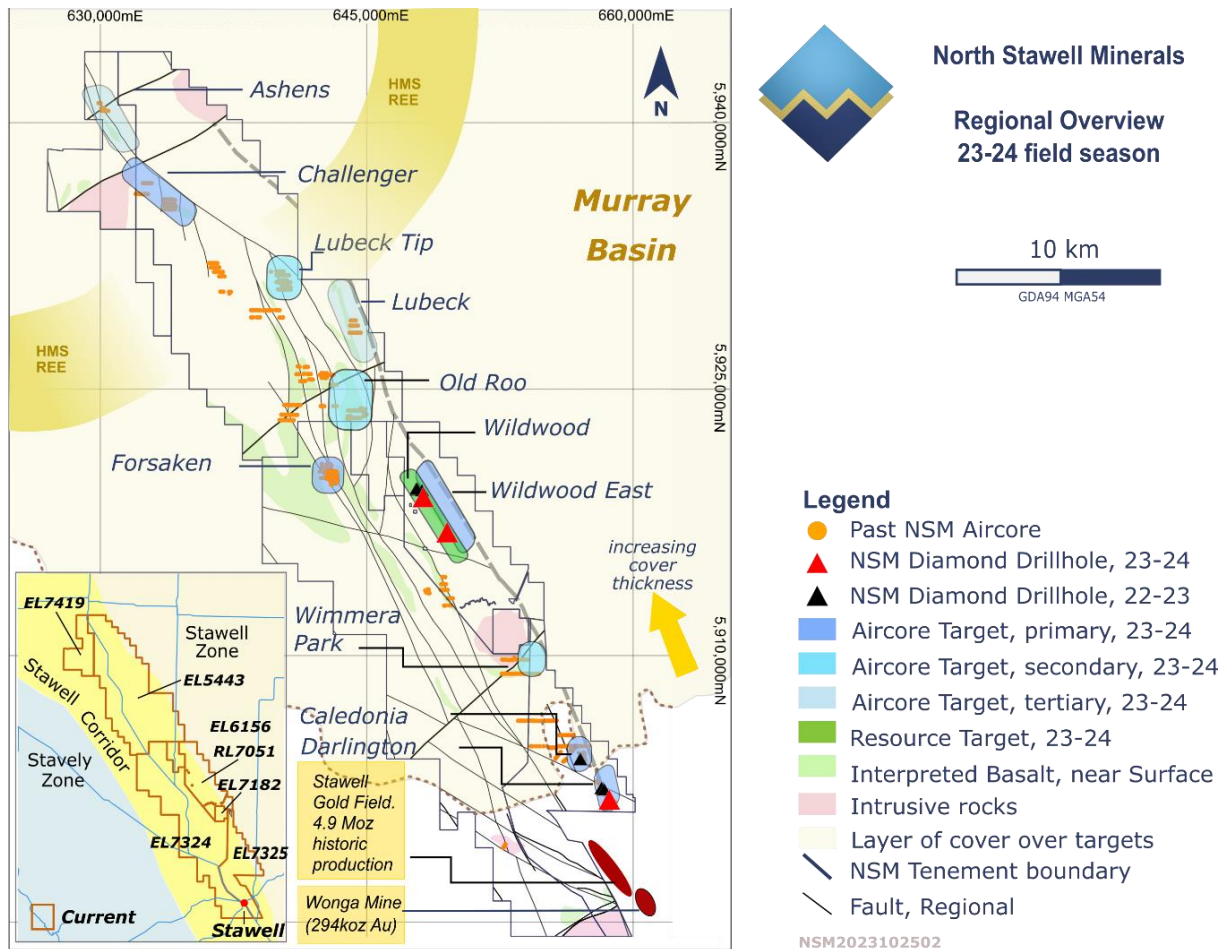 630,000mE
645,000mE
660,000mE
HMS
REE
Ashens
N
5,940,000mN
Challenger
Murray
Basin
Lubeck Tip
Lubeck
HMS
REE
5,925,000mN
Old Roo
Wildwood
Forsaken
Wildwood East
increasing
cover
thickness
Wimmera
Park
5,910,000mN
Caledonia
Darlington
Stawell
Gold Field.
4.9 Moz
historic
production
Wonga Mine
(294koz Au)
EL7419
Stawell
Zone
EL5443
Stawell Corridor
EL6156
RL7051
Stavely
Zone
EL7182
EL7324
EL7325
Current
Stawell
North Stawell Minerals
Regional Overview
23-24 field season
10 km
GDA94 MGA54
Legend
Past NSM Aircore
NSM Diamond Drillhole, 23-24
NSM Diamond Drillhole, 22-23
Aircore Target, primary, 23-24
Aircore Target, secondary, 23-24
Aircore Target, tertiary, 23-24
Resource Target, 23-24
Interpreted Basalt, near Surface
Intrusive rocks
Layer of cover over targets
NSM Tenement boundary
Fault, Regional
NSM2023102502